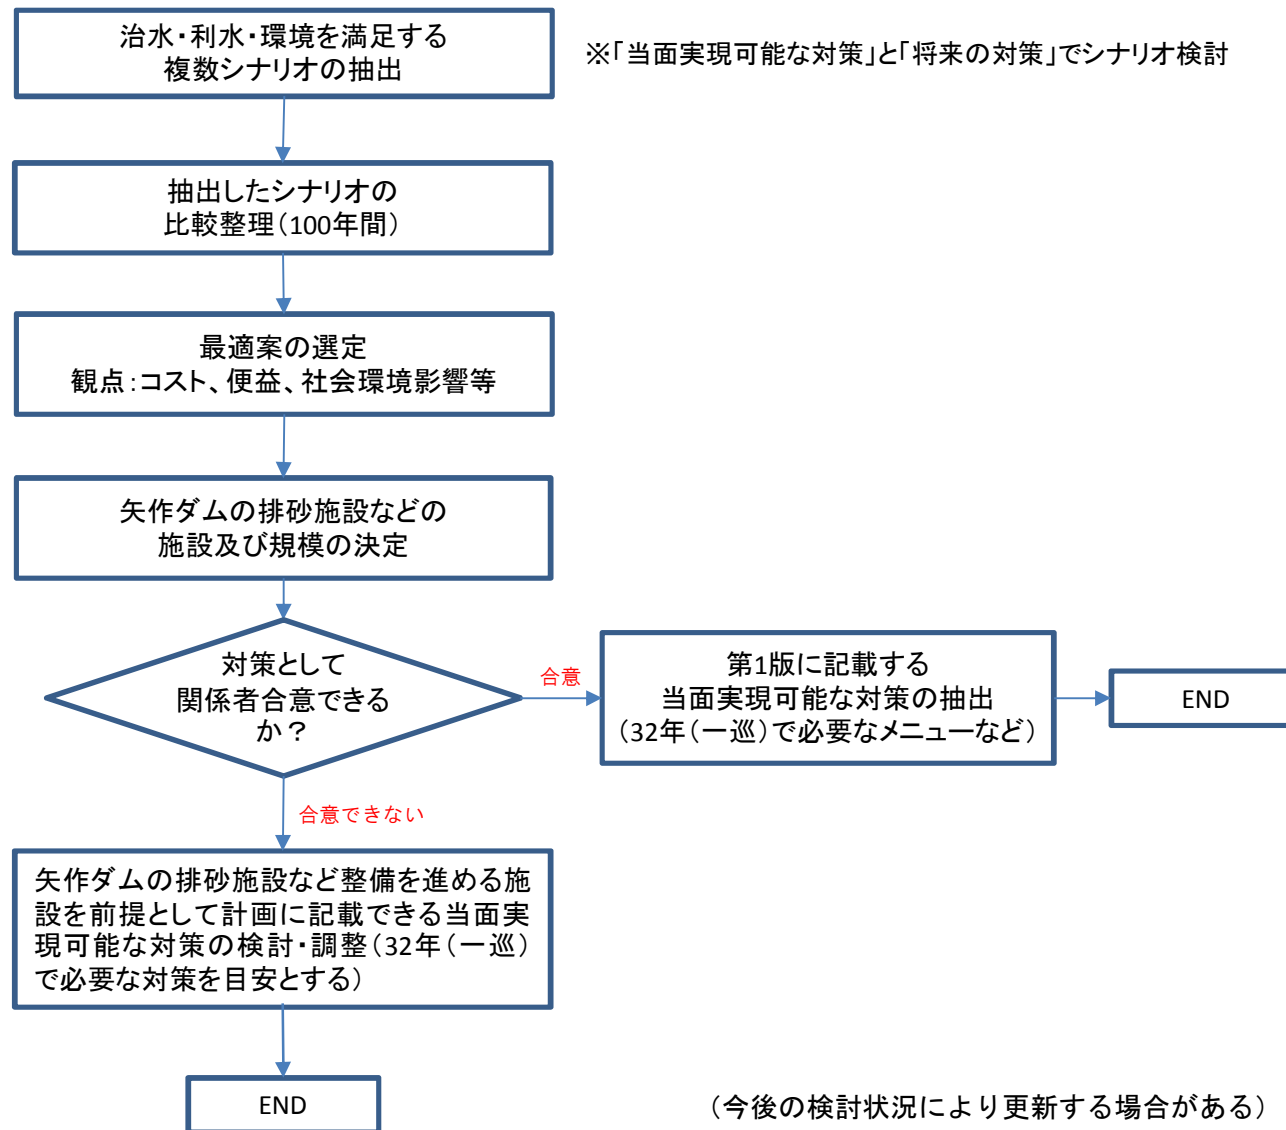 治水・利水・環境を満足する
複数シナリオの抽出
※「当面実現可能な対策」と「将来の対策」でシナリオ検討
抽出したシナリオの
比較整理（100年間）
最適案の選定
観点：コスト、便益、社会環境影響等
矢作ダムの排砂施設などの
施設及び規模の決定
対策として
関係者合意できる
か？
合意
第1版に記載する
当面実現可能な対策の抽出
（32年（一巡）で必要なメニューなど）
END
合意できない
矢作ダムの排砂施設など整備を進める施
設を前提として計画に記載できる当面実
現可能な対策の検討・調整（32年（一巡）
で必要な対策を目安とする）
END
（今後の検討状況により更新する場合がある）